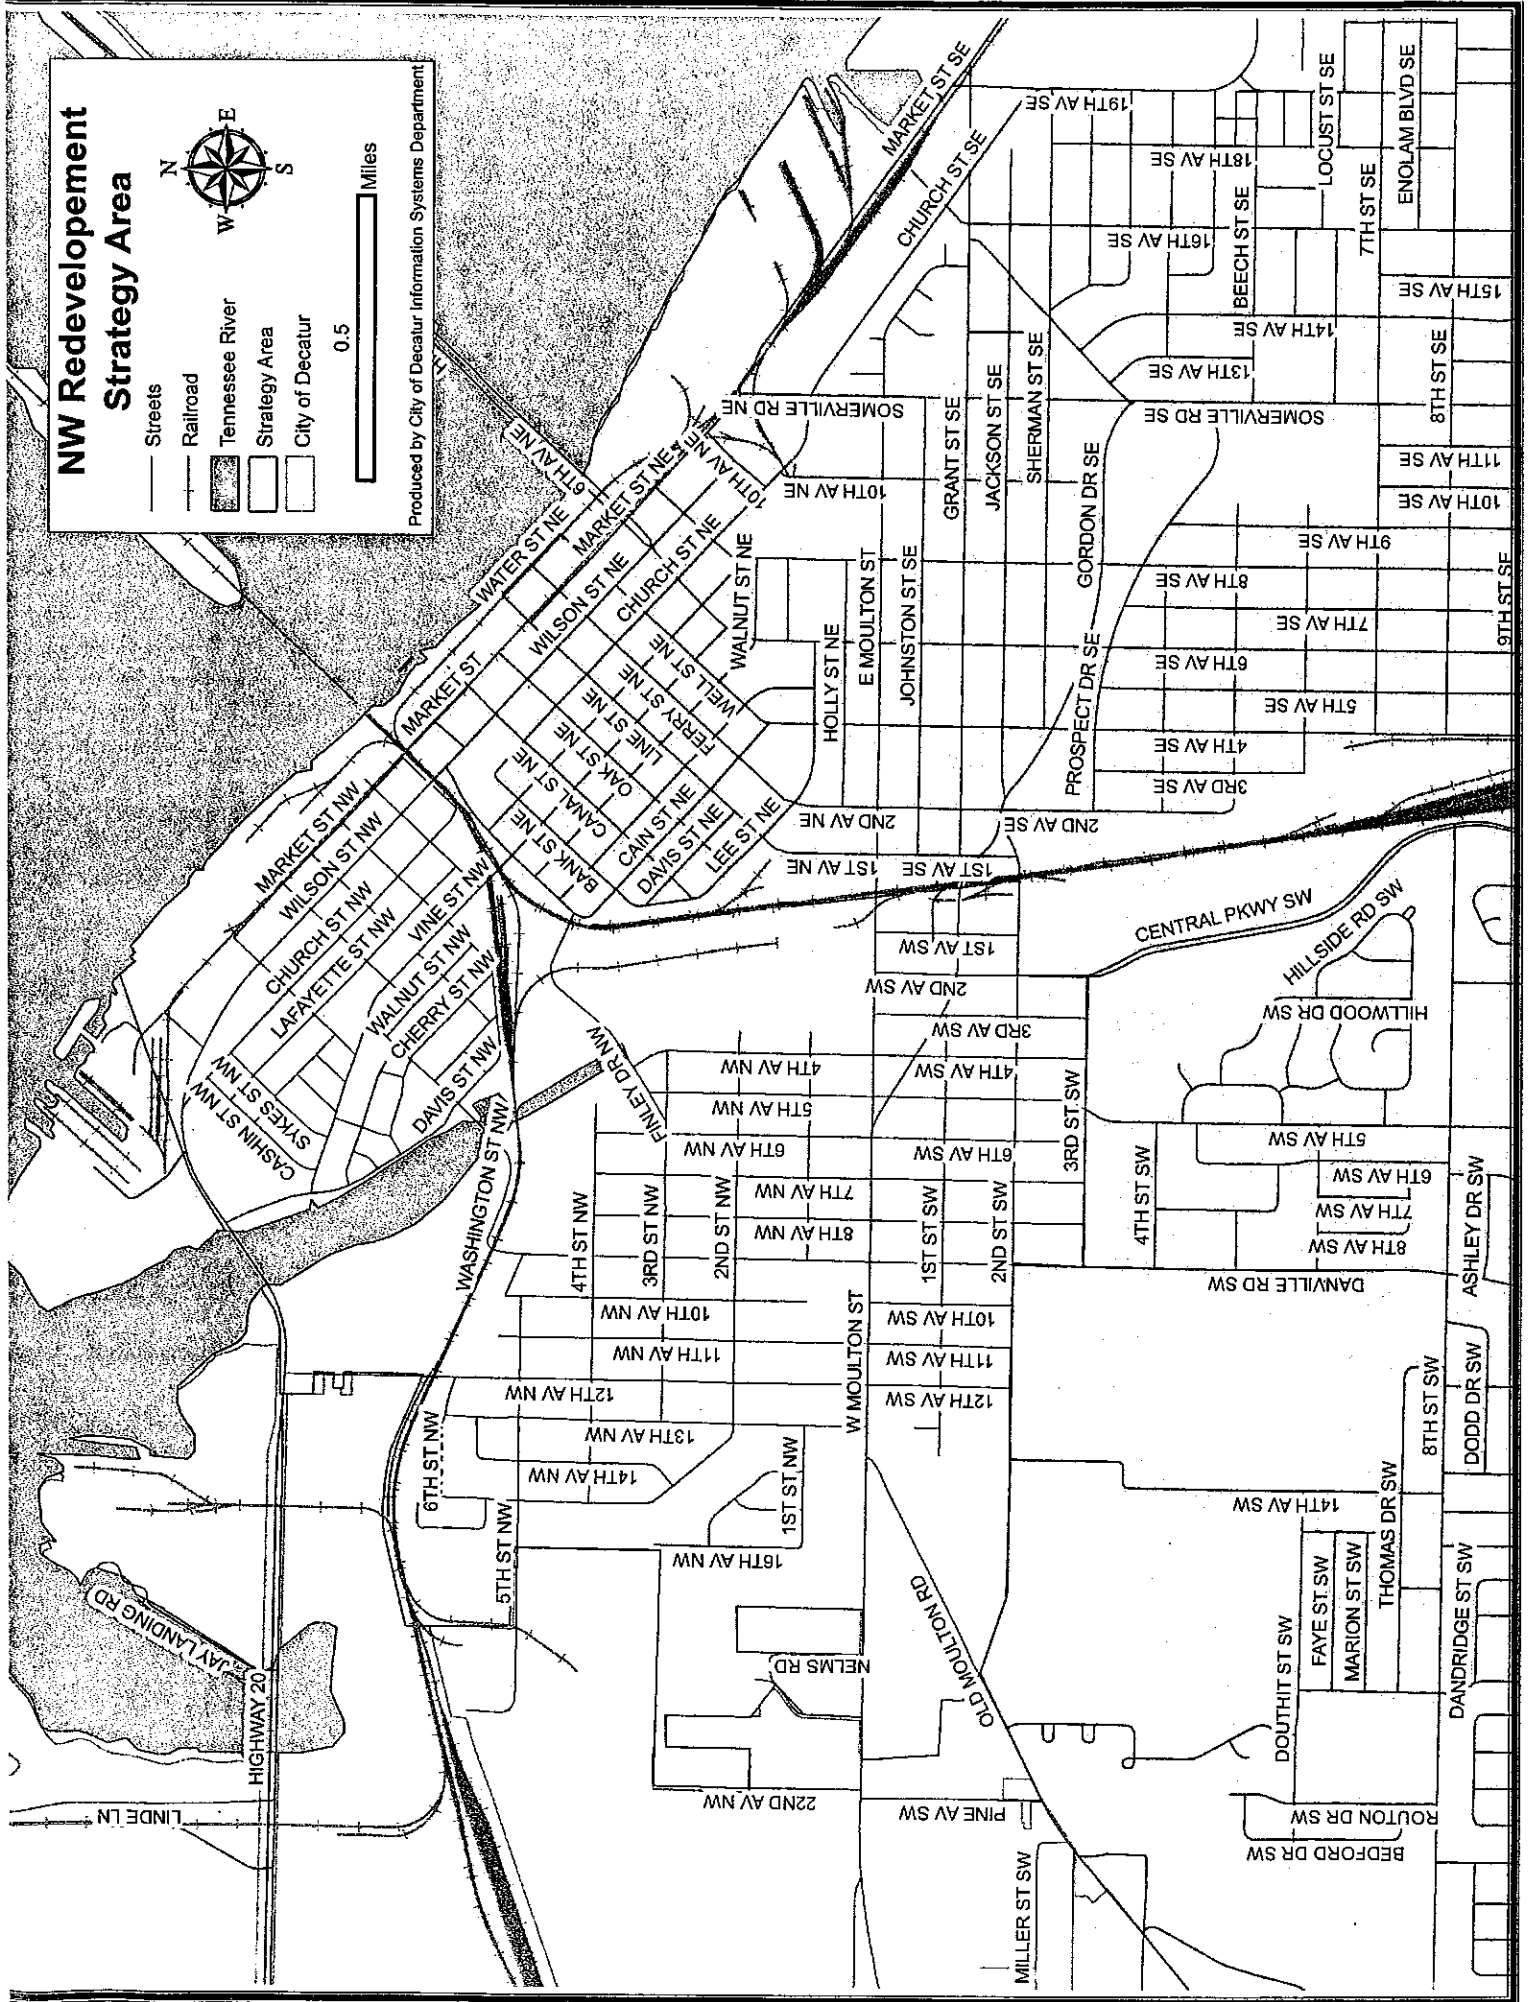 NW Redevelopement
Strategy Area
N
W
E
S
Streets
Railroad
Tennessee River
Strategy Area
City of Decatur
0.5
Miles
Produced by City of Decatur Information Systems Department
MARKET ST SE
CHURCH ST SE
19TH AV SE
18TH AV SE
16TH AV SE
LOCUST ST SE
ENOLAM BLVD SE
7TH ST SE
BEECH ST SE
15TH AV SE
14TH AV SE
13TH AV SE
8TH ST SE
SOMERVILLE RD NE
SOMERVILLE RD SE
11TH AV SE
10TH AV SE
9TH AV SE
8TH AV SE
7TH AV SE
6TH AV SE
5TH AV SE
4TH AV SE
3RD AV SE
9TH ST SE
GRANT ST SE
JACKSON ST SE
SHERMAN ST SE
GORDON DR SE
PROSPECT DR SE
6TH AV NE
10TH AV NE
10TH AV NE
WATER ST NE
MARKET ST NE
WILSON ST NE
CHURCH ST NE
WALNUT ST NE
HOLLY ST NE
E MOULTON ST
JOHNSTON ST SE
MARKET ST
WELL ST NE
FERRY ST NE
LINE ST NE
OAK ST NE
CANAL ST NE
BANK ST NE
CAIN ST NE
DAVIS ST NE
LEE ST NE
2ND AV NE
2ND AV SE
1ST AV NE
1ST AV SE
MARKET ST NW
WILSON ST NW
CHURCH ST NW
LAFAYETTE ST NW
VINE ST NW
WALNUT ST NW
CHERRY ST NW
DAVIS ST NW
SYKES ST NW
CASHIN ST NW
WASHINGTON ST NW
FINLEY DR NW
1ST AV SW
2ND AV SW
3RD AV SW
4TH AV SW
6TH AV SW
4TH AV NW
5TH AV NW
6TH AV NW
7TH AV NW
8TH AV NW
4TH ST NW
3RD ST NW
2ND ST NW
1ST ST SW
2ND ST SW
3RD ST SW
4TH ST SW
CENTRAL PKWY SW
HILLSIDE RD SW
HILLWOOD DR SW
5TH AV SW
6TH AV SW
7TH AV SW
8TH AV SW
DANVILLE RD SW
ASHLEY DR SW
10TH AV NW
11TH AV NW
12TH AV NW
13TH AV NW
14TH AV NW
16TH AV NW
6TH ST NW
5TH ST NW
1ST ST NW
W MOULTON ST
10TH AV SW
11TH AV SW
12TH AV SW
8TH ST SW
DODD DR SW
14TH AV SW
THOMAS DR SW
FAYE ST SW
MARION ST SW
DOUTHIT ST SW
DANDRIDGE ST SW
OLD MOULTON RD
NELMS RD
22ND AV NW
PINE AV SW
MILLER ST SW
ROUTON DR SW
BEDFORD DR SW
JAY LANDING RD
HIGHWAY 20
LINDE LN